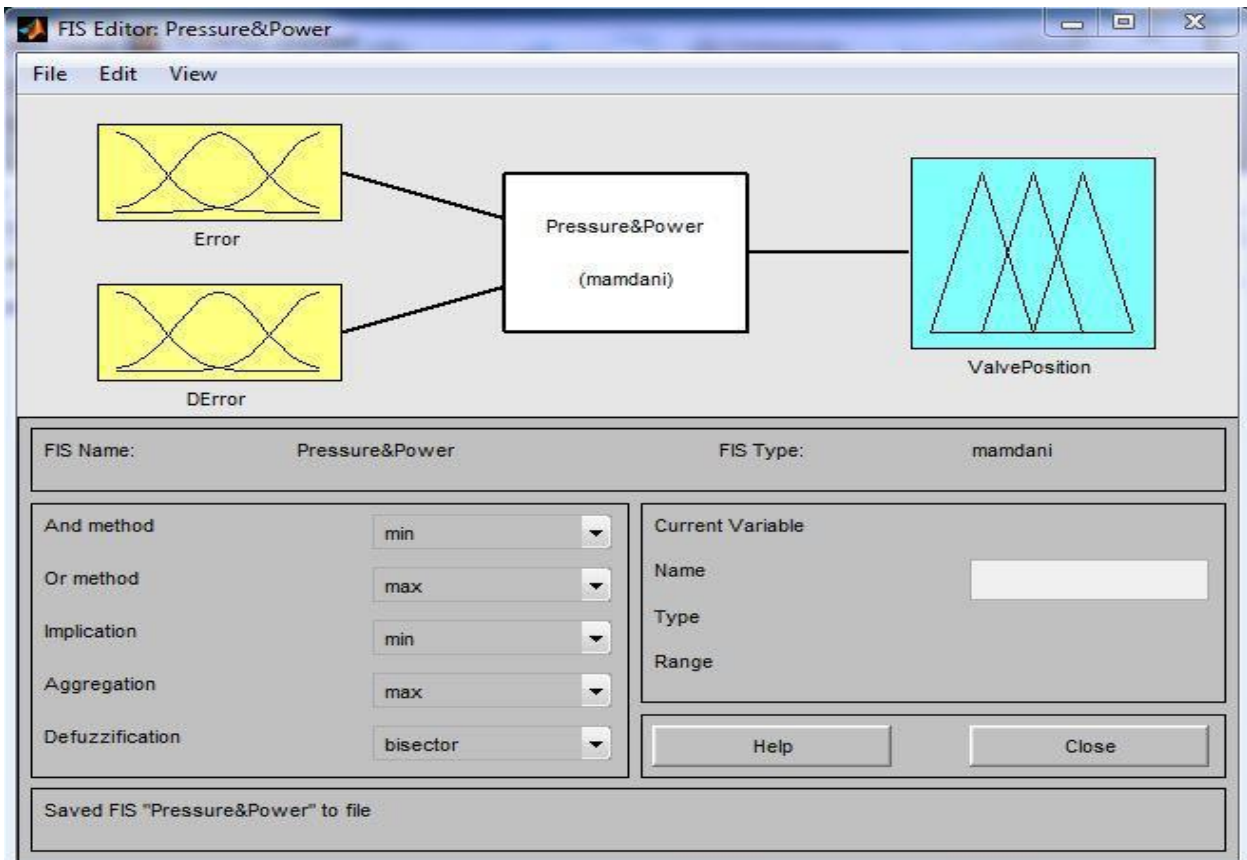 FIS Editor: Pressure&Power
File Edit View
Error
DError
Pressure&Power
(mamdani)
ValvePosition
FIS Name: Pressure&Power FIS Type: mamdani
And method min
Or method max
Implication min
Aggregation max
Defuzzification bisector
Current Variable
Name
Type
Range
Help Close
Saved FIS "Pressure&Power" to file